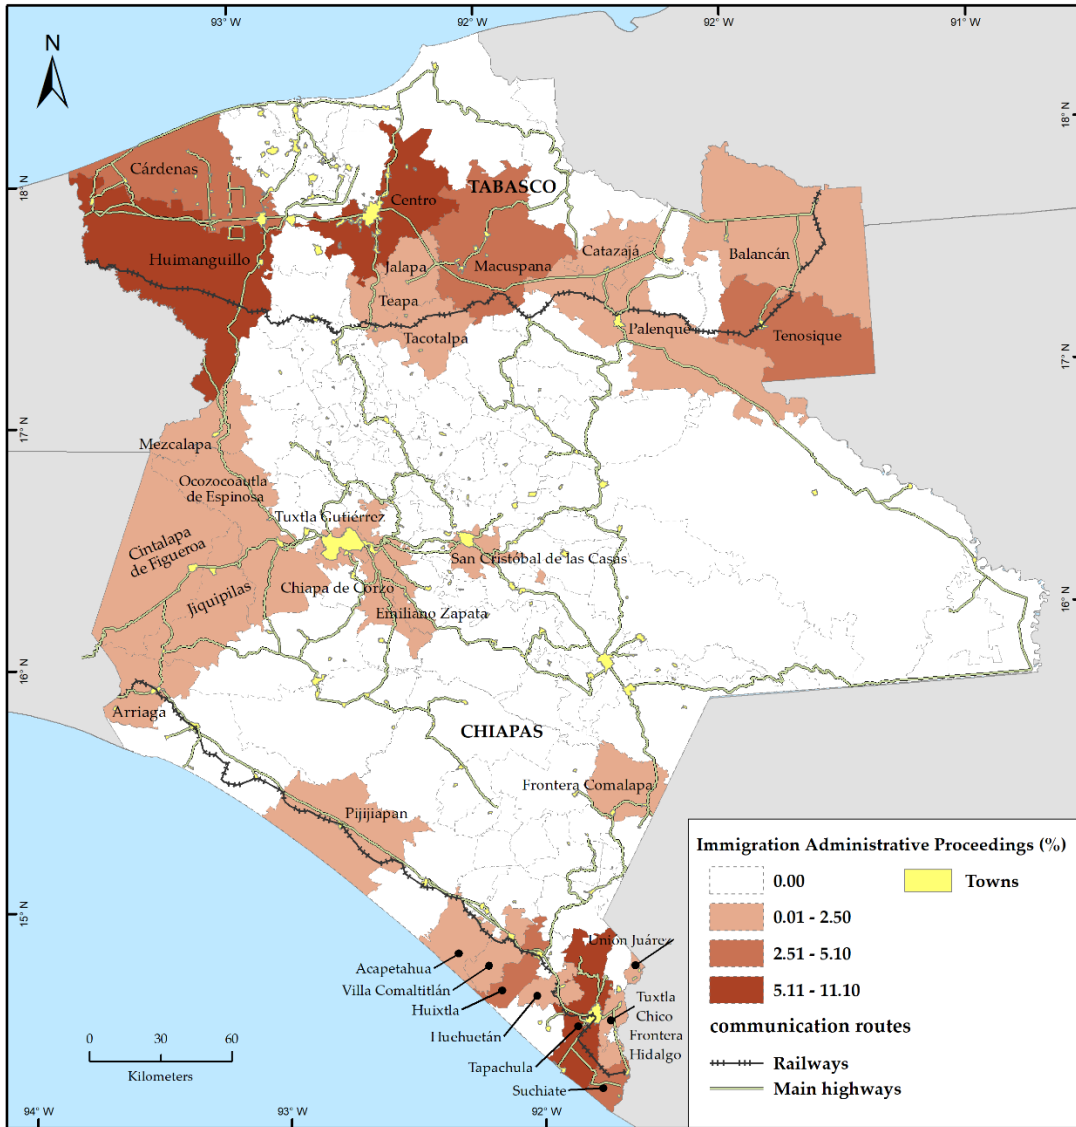 93° W
92° W
92° W
91° W
N
18° N
18° N
Cárdenas
TABASCO
Centro
Huimanguillo
Jalapa
Macuspana
Catazajá
Balancán
Teapa
Tacotalpa
Palenque
Tenosique
17° N
17° N
Mezcalapa
Ocozocoautla
de Espinosa
Tuxtla Gutiérrez
Cintalapa
de Figueroa
San Cristóbal de las Casas
Jiquipilas
Chiapa de Corzo
Emiliano Zapata
16° N
16° N
Arriaga
CHIAPAS
Frontera Comalapa
Pijijiapan
15° N
Unión Juárez
Acapetahua
Villa Comaltitlán
Huixtla
Huehuetán
Tuxtla
Chico
Frontera
Hidalgo
Tapachula
Suchiate
0 30 60
Kilometers
Immigration Administrative Proceedings (%)
0.00
Towns
0.01 - 2.50
2.51 - 5.10
5.11 - 11.10
communication routes
Railways
Main highways
94° W
93° W
92° W